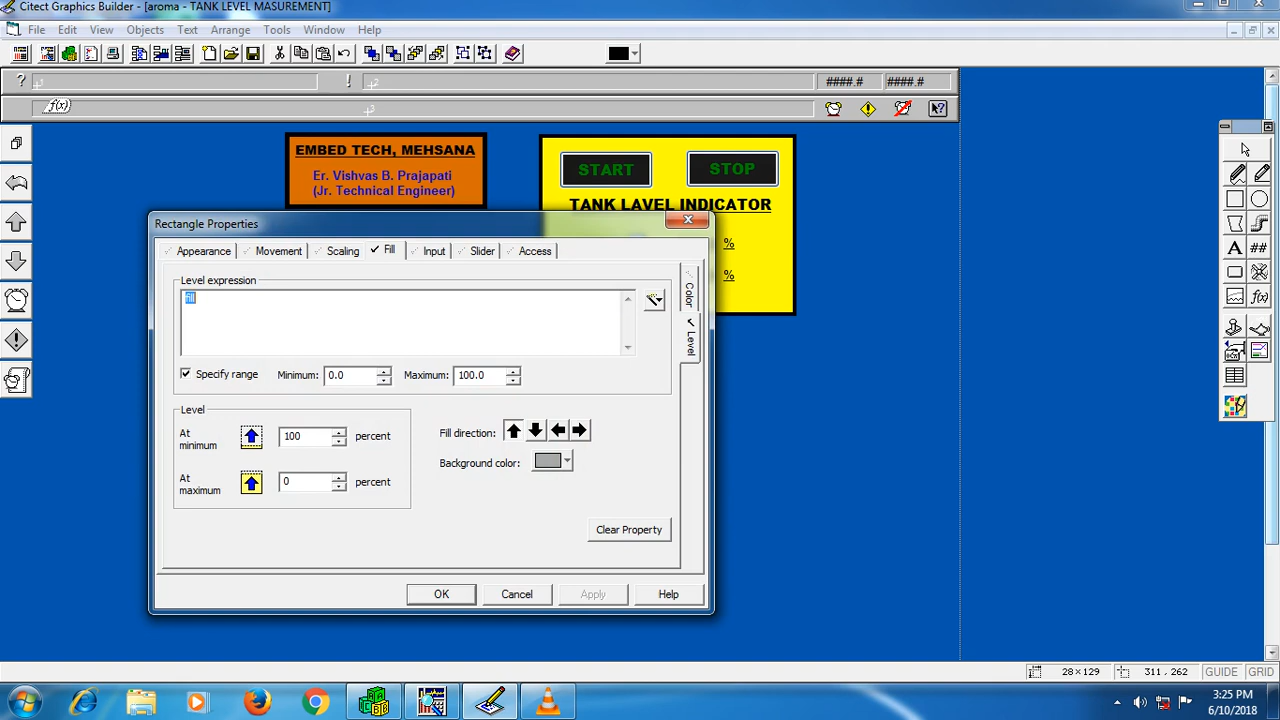 Citect Graphics Builder - [aroma - TANK LEVEL MASUREMENT]
File Edit View Objects Text Arrange Tools Window Help
? +1 ! +2 ####.# ####.#
f(x) +3
EMBED TECH, MEHSANA
Er. Vishvas B. Prajapati
(Jr. Technical Engineer)
START STOP
TANK LAVEL INDICATOR
%
%
Rectangle Properties
Appearance Movement Scaling Fill Input Slider Access
Level expression
fill
Color
Level
Specify range Minimum: 0.0 Maximum: 100.0
Level
At minimum 100 percent
At maximum 0 percent
Fill direction:
Background color:
Clear Property
OK Cancel Apply Help
A ##
f(x)
28×129 311 . 262 GUIDE GRID
3:25 PM
6/10/2018